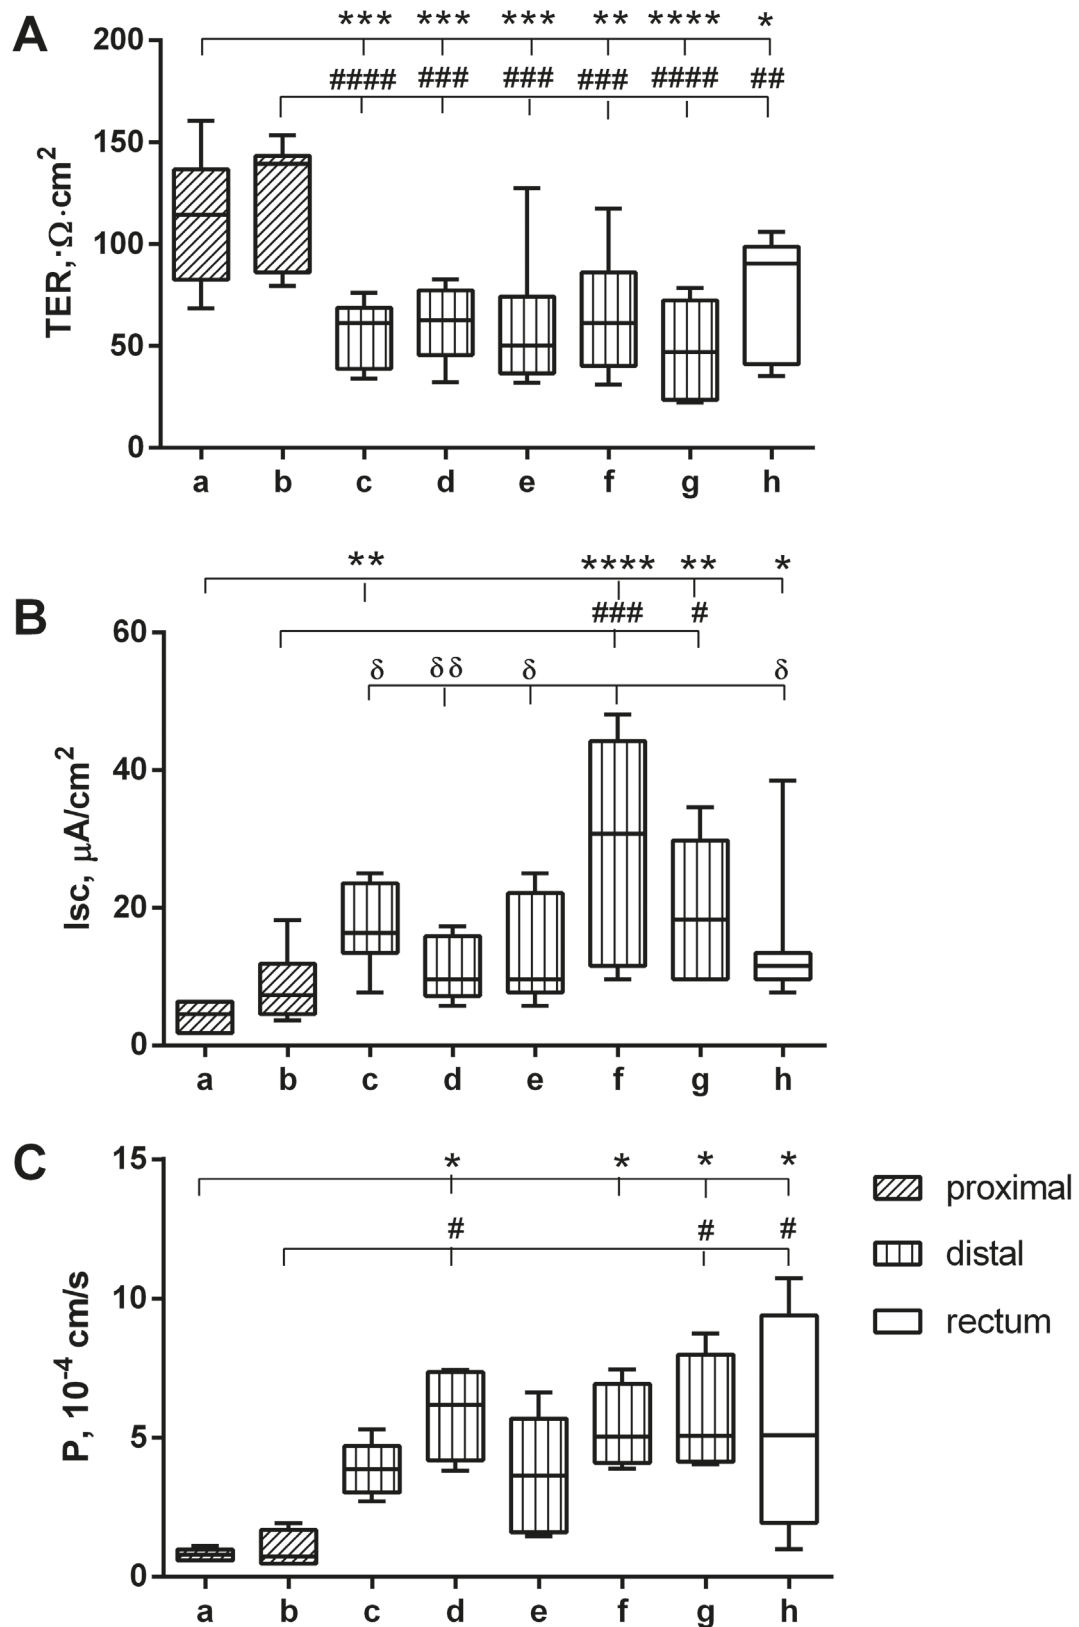 A
*** *** *** ** **** *
200
#### ### ### ### #### ##
150
100
50
0
TER,·Ω·cm2
a b c d e f g h
** **** ** *
B
### #
60
δ δδ δ δ
40
20
0
Isc, µA/cm2
a b c d e f g h
C
15
* * * *
# # #
10
5
0
P, 10-4 cm/s
a b c d e f g h
proximal
distal
rectum